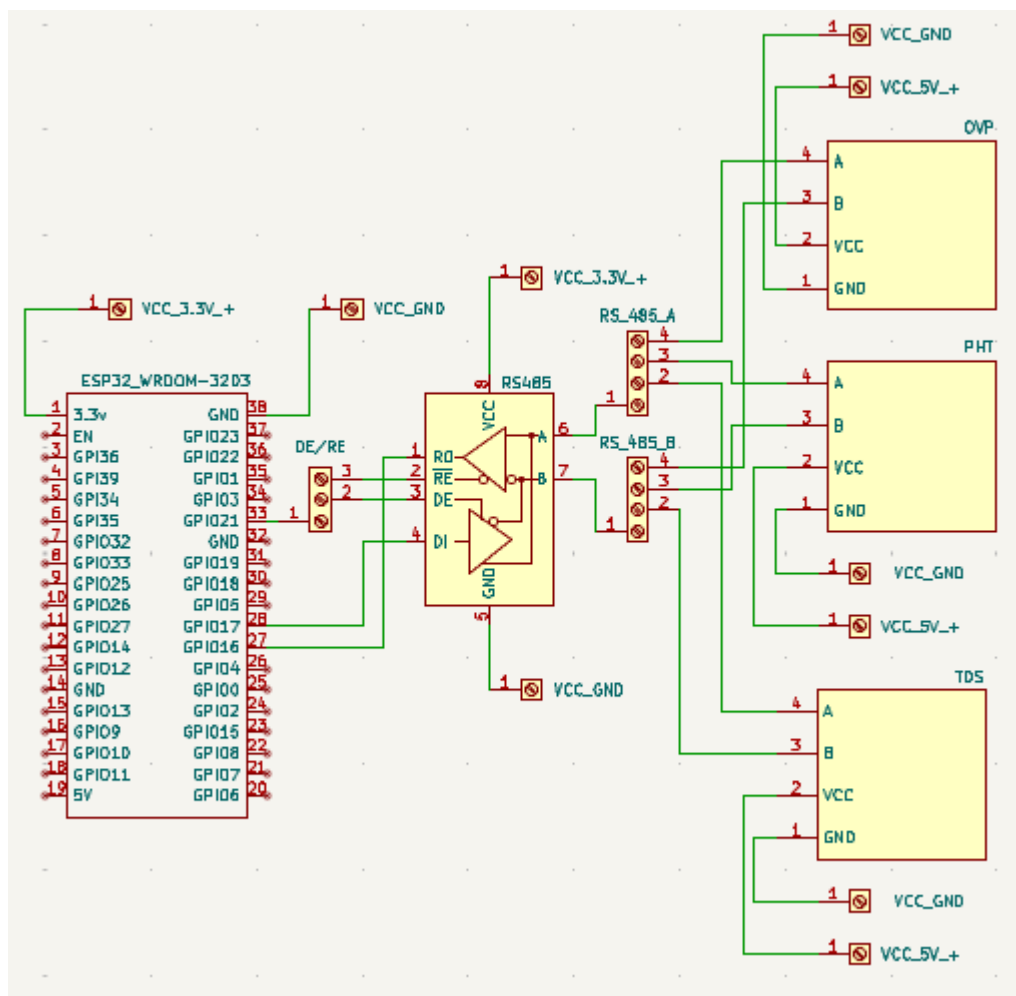 1 VCC_GND
1 VCC_5V_+
OVP
4 A
3 B
2 VCC
1 GND
1 VCC_3.3V_+
1 VCC_3.3V_+
1 VCC_GND
RS_485_A
4
3
2
1
PHT
4 A
3 B
2 VCC
1 GND
1 VCC_GND
1 VCC_5V_+
ESP32_WRDOM-32D3
1 3.3v GND 38
2 EN GPIO23 37
3 GPI36 GPIO22 36
4 GPI39 GPIO1 35
5 GPI34 GPIO3 34
6 GPI35 GPIO21 33
7 GPIO32 GND 32
8 GPIO33 GPIO19 31
9 GPIO25 GPIO18 30
10 GPIO26 GPIO5 29
11 GPIO27 GPIO17 28
12 GPIO14 GPIO16 27
13 GPIO12 GPIO4 26
14 GND GPIO0 25
15 GPIO13 GPIO2 24
16 GPIO9 GPIO15 23
17 GPIO10 GPIO8 22
18 GPIO11 GPIO7 21
19 5V GPIO6 20
DE/RE
3
2
1
RS485
8
VCC
1 RO
2 RE
3 DE
4 DI
A 6
B 7
GND
5
RS_485_B
4
3
2
1
1 VCC_GND
TDS
4 A
3 B
2 VCC
1 GND
1 VCC_GND
1 VCC_5V_+